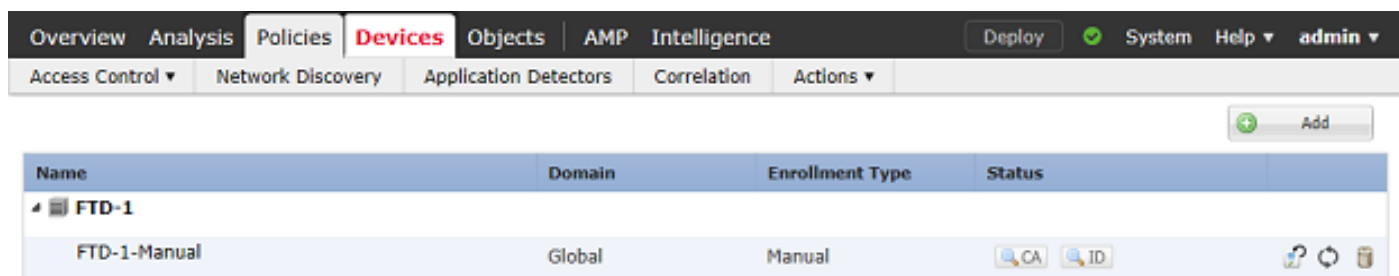 Overview Analysis Policies Devices Objects AMP Intelligence Deploy System Help ▾ admin ▾
Access Control ▾ Network Discovery Application Detectors Correlation Actions ▾
Add
Name Domain Enrollment Type Status
FTD-1
FTD-1-Manual Global Manual CA ID